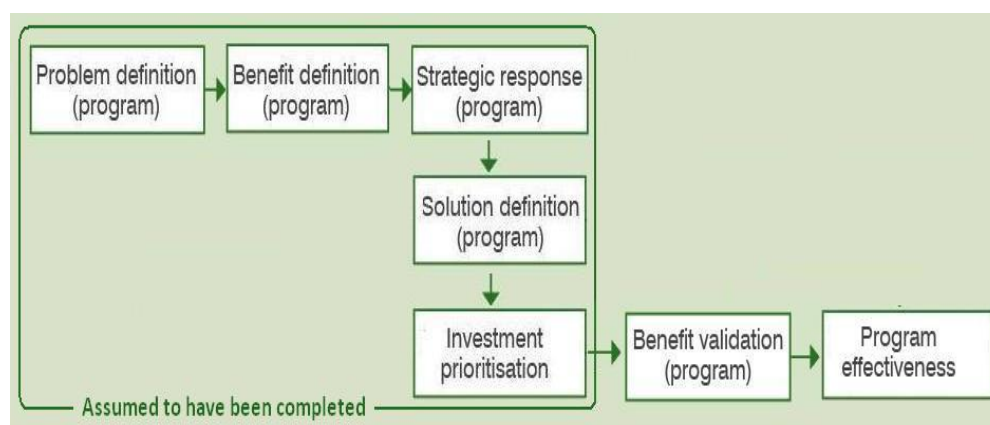 Problem definition
(program)
Benefit definition
(program)
Strategic response
(program)
Solution definition
(program)
Investment
prioritisation
Benefit validation
(program)
Program
effectiveness
Assumed to have been completed